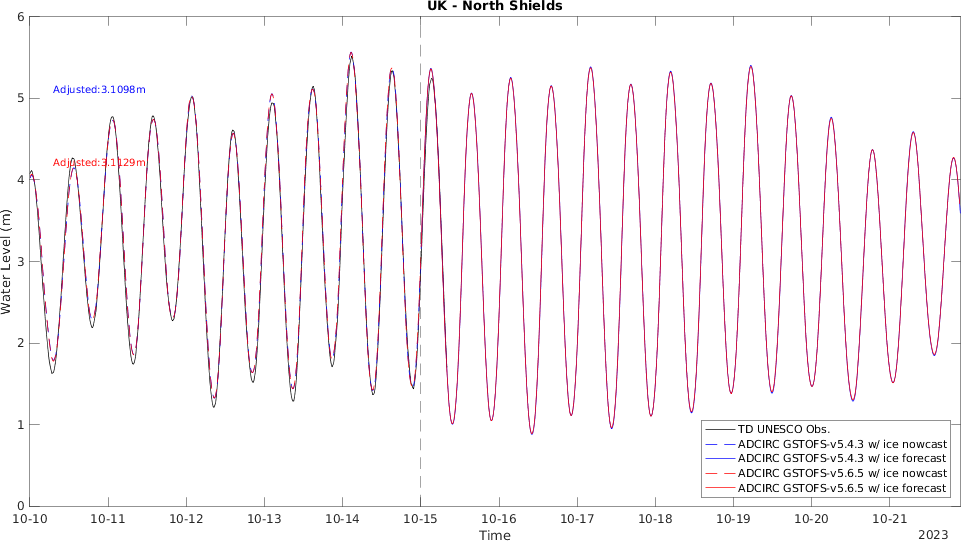 UK - North Shields
6
5
4
3
2
1
0
Water Level (m)
Adjusted:3.1098m
Adjusted:3.1129m
TD UNESCO Obs.
ADCIRC GSTOFS-v5.4.3 w/ ice nowcast
ADCIRC GSTOFS-v5.4.3 w/ ice forecast
ADCIRC GSTOFS-v5.6.5 w/ ice nowcast
ADCIRC GSTOFS-v5.6.5 w/ ice forecast
10-10 10-11 10-12 10-13 10-14 10-15 10-16 10-17 10-18 10-19 10-20 10-21
Time
2023